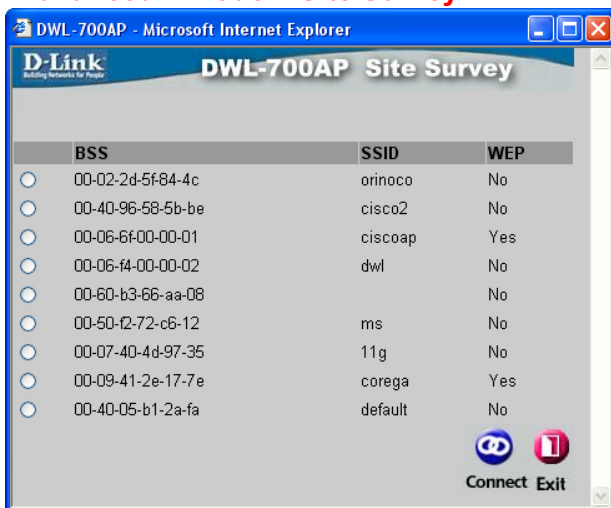 DWL-700AP - Microsoft Internet Explorer
D-Link
Building Networks for People
DWL-700AP Site Survey
BSS SSID WEP
00-02-2d-5f-84-4c orinoco No
00-40-96-58-5b-be cisco2 No
00-06-6f-00-00-01 ciscoap Yes
00-06-f4-00-00-02 dwl No
00-60-b3-66-aa-08 No
00-50-f2-72-c6-12 ms No
00-07-40-4d-97-35 11g No
00-09-41-2e-17-7e corega Yes
00-40-05-b1-2a-fa default No
Connect Exit